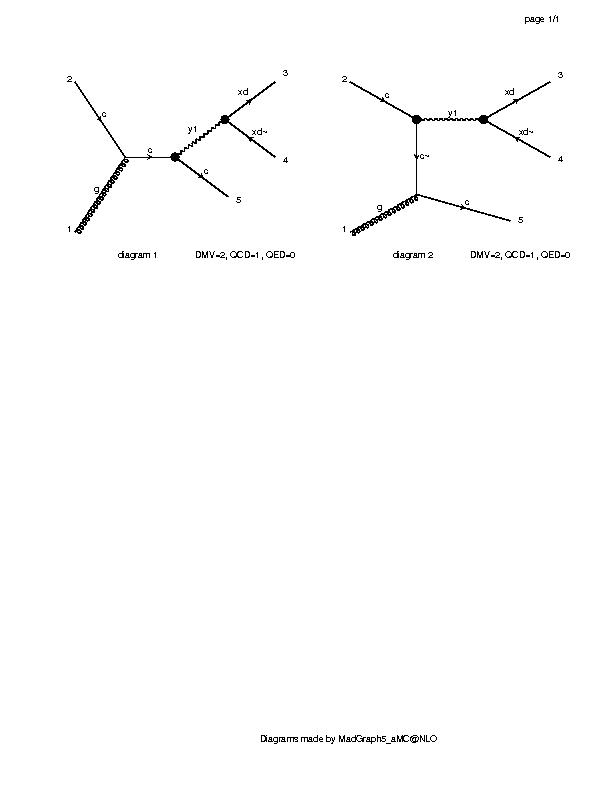 page 1/1
2 c g 1 c y1 c xd xd~ 3 4 5
diagram 1 DMV=2, QCD=1, QED=0
2 c y1 xd xd~ 3 4 c~ g 1 c 5
diagram 2 DMV=2, QCD=1, QED=0
Diagrams made by MadGraph5_aMC@NLO